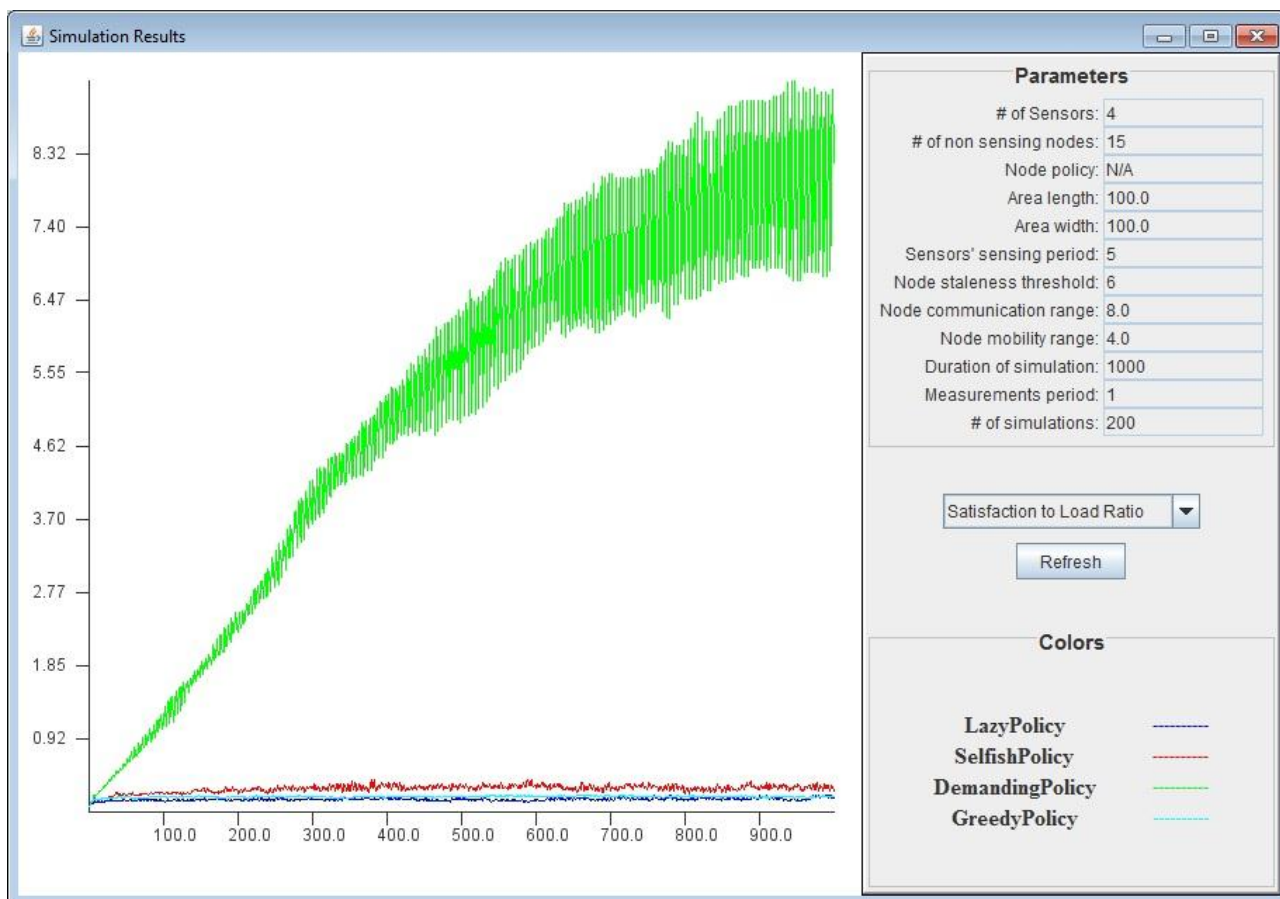 Simulation Results
8.32
7.40
6.47
5.55
4.62
3.70
2.77
1.85
0.92
100.0 200.0 300.0 400.0 500.0 600.0 700.0 800.0 900.0
Parameters
# of Sensors: 4
# of non sensing nodes: 15
Node policy: N/A
Area length: 100.0
Area width: 100.0
Sensors' sensing period: 5
Node staleness threshold: 6
Node communication range: 8.0
Node mobility range: 4.0
Duration of simulation: 1000
Measurements period: 1
# of simulations: 200
Satisfaction to Load Ratio
Refresh
Colors
LazyPolicy
SelfishPolicy
DemandingPolicy
GreedyPolicy